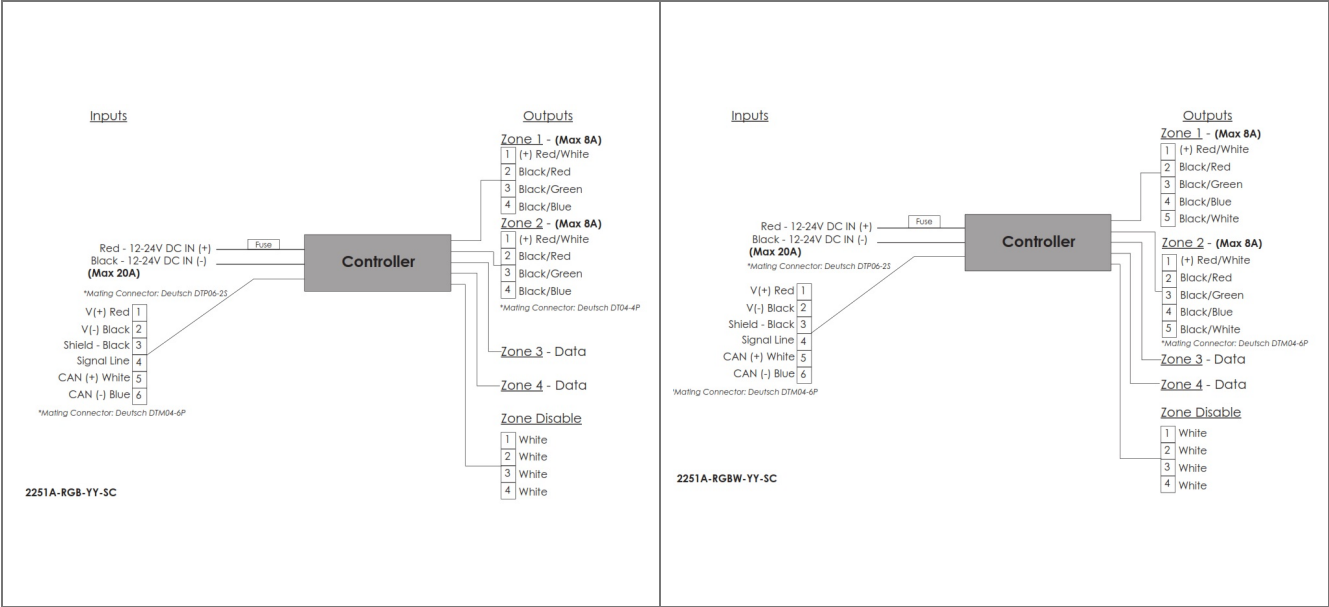 Inputs
Red - 12-24V DC IN (+)
Black - 12-24V DC IN (-)
(Max 20A)
*Mating Connector: Deutsch DTP06-2S
V(+) Red 1
V(-) Black 2
Shield - Black 3
Signal Line 4
CAN (+) White 5
CAN (-) Blue 6
*Mating Connector: Deutsch DTM04-6P
Fuse
Controller
Outputs
Zone 1 - (Max 8A)
1 (+) Red/White
2 Black/Red
3 Black/Green
4 Black/Blue
Zone 2 - (Max 8A)
1 (+) Red/White
2 Black/Red
3 Black/Green
4 Black/Blue
*Mating Connector: Deutsch DT04-4P
Zone 3 - Data
Zone 4 - Data
Zone Disable
1 White
2 White
3 White
4 White
2251A-RGB-YY-SC
Inputs
Red - 12-24V DC IN (+)
Black - 12-24V DC IN (-)
(Max 20A)
*Mating Connector: Deutsch DTP06-2S
V(+) Red 1
V(-) Black 2
Shield - Black 3
Signal Line 4
CAN (+) White 5
CAN (-) Blue 6
*Mating Connector: Deutsch DTM04-6P
Fuse
Controller
Outputs
Zone 1 - (Max 8A)
1 (+) Red/White
2 Black/Red
3 Black/Green
4 Black/Blue
5 Black/White
Zone 2 - (Max 8A)
1 (+) Red/White
2 Black/Red
3 Black/Green
4 Black/Blue
5 Black/White
*Mating Connector: Deutsch DTM04-6P
Zone 3 - Data
Zone 4 - Data
Zone Disable
1 White
2 White
3 White
4 White
2251A-RGBW-YY-SC